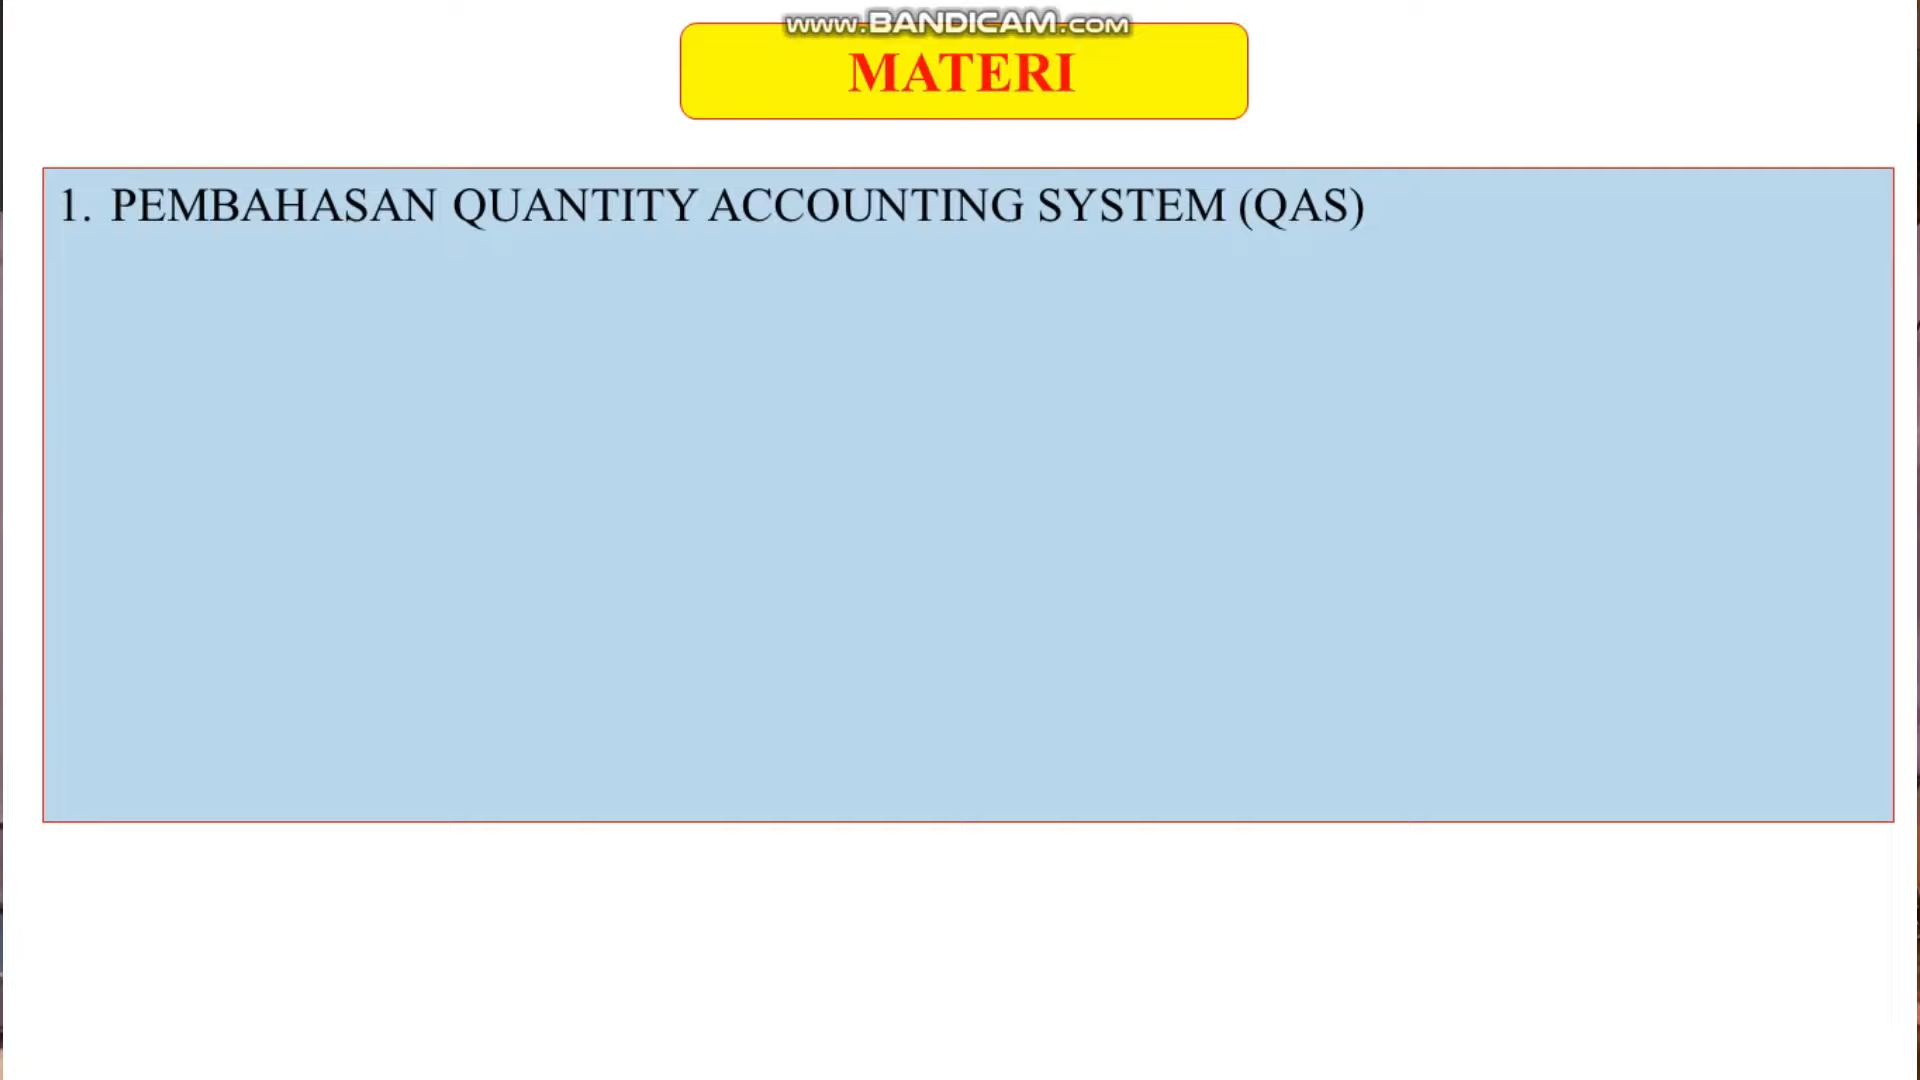 www.BANDICAM.com
MATERI
1. PEMBAHASAN QUANTITY ACCOUNTING SYSTEM (QAS)